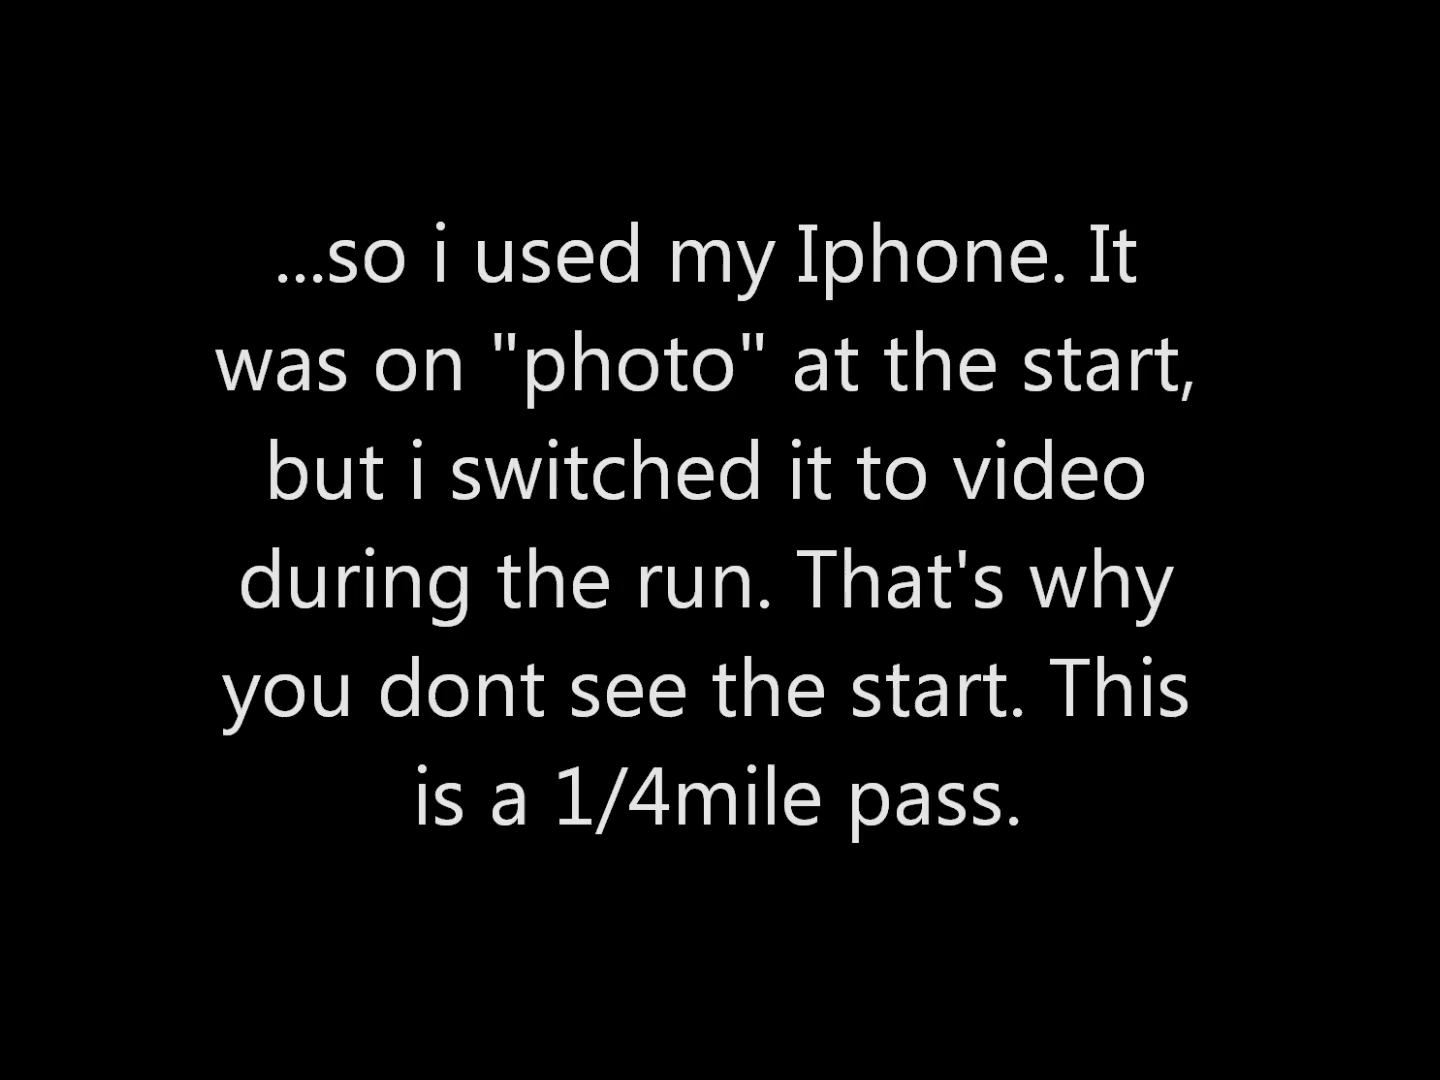 ...so i used my Iphone. It
was on "photo" at the start,
but i switched it to video
during the run. That's why
you dont see the start. This
is a 1/4mile pass.